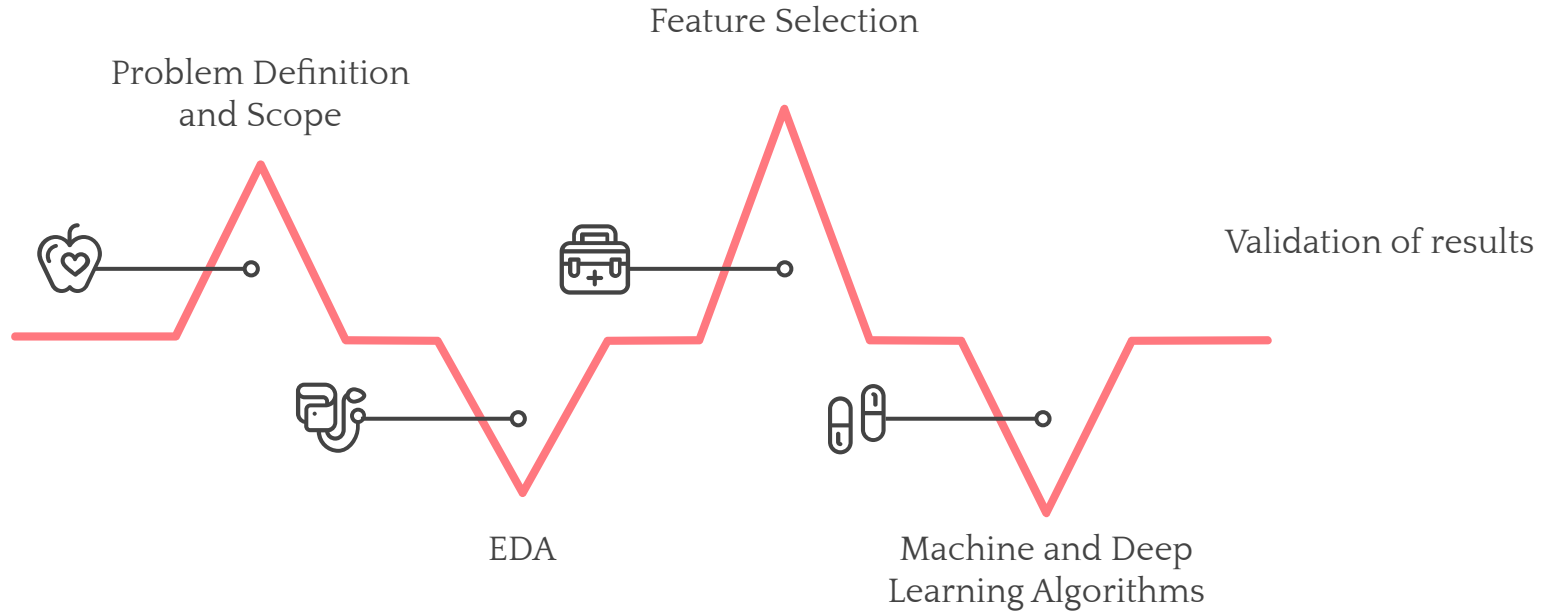 Feature Selection
Problem Definition
and Scope
Validation of results
EDA
Machine and Deep
Learning Algorithms